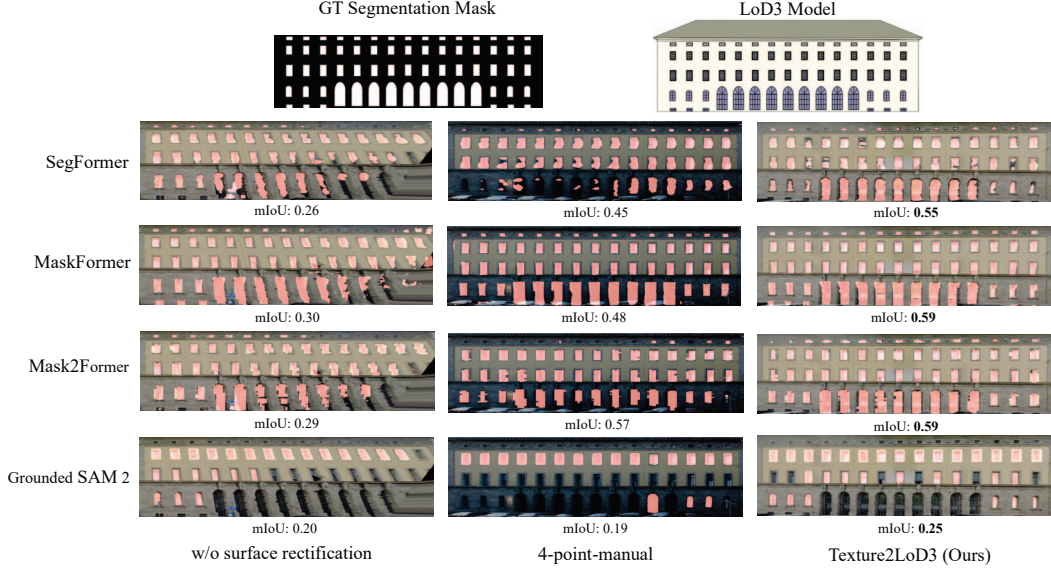 GT Segmentation Mask
LoD3 Model
SegFormer
mIoU: 0.26
mIoU: 0.45
mIoU: 0.55
MaskFormer
mIoU: 0.30
mIoU: 0.48
mIoU: 0.59
Mask2Former
mIoU: 0.29
mIoU: 0.57
mIoU: 0.59
Grounded SAM 2
mIoU: 0.20
mIoU: 0.19
mIoU: 0.25
w/o surface rectification
4-point-manual
Texture2LoD3 (Ours)